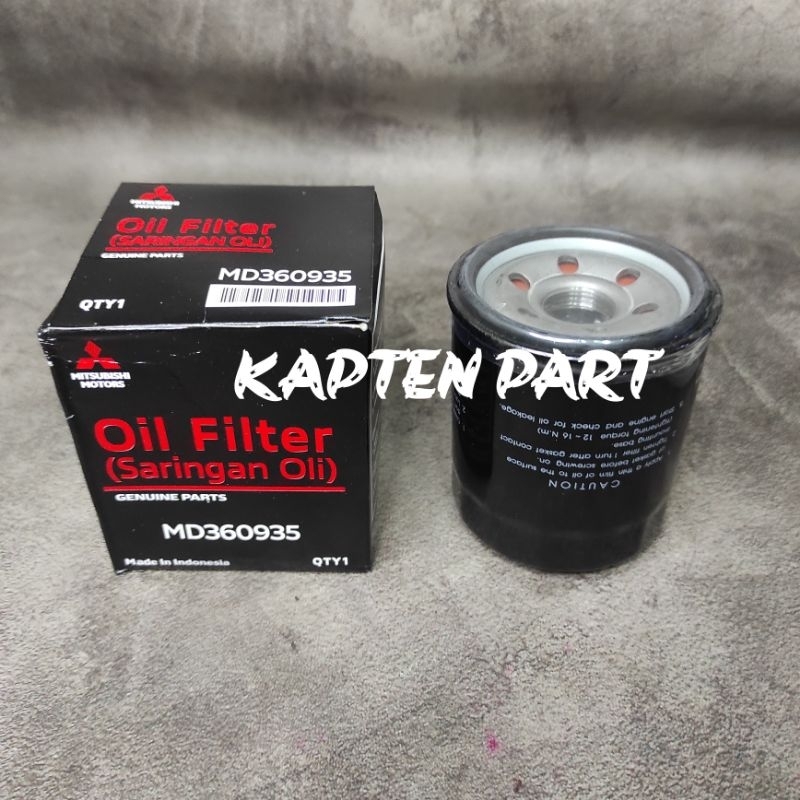 MITSUBISHI
MOTORS
Oil Filter
(SARINGAN OLI)
GENUINE PARTS
MD360935
QTY1
MITSUBISHI
MOTORS
Oil Filter
(Saringan Oli)
GENUINE PARTS
MD360935
Made In Indonesia
QTY1
KAPTEN PART
CAUTION
Apply a thin film of oil to the surface
of gasket before screwing on.
Tighten filter 1 turn after gasket contact
mounting base.
(Tightening torque 12~16 N.m)
Start engine and check for oil leakage.